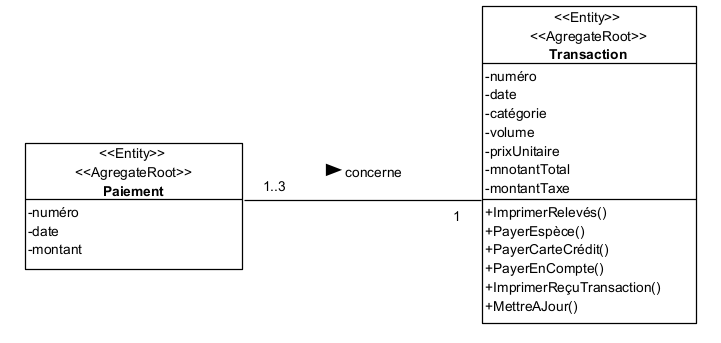 <<Entity>>
<<AgregateRoot>>
Transaction
-numéro
-date
-catégorie
-volume
-prixUnitaire
-mnotantTotal
-montantTaxe
+ImprimerRelevés()
+PayerEspèce()
+PayerCarteCrédit()
+PayerEnCompte()
+ImprimerReçuTransaction()
+MettreAJour()
<<Entity>>
<<AgregateRoot>>
Paiement
-numéro
-date
-montant
1..3
concerne
1